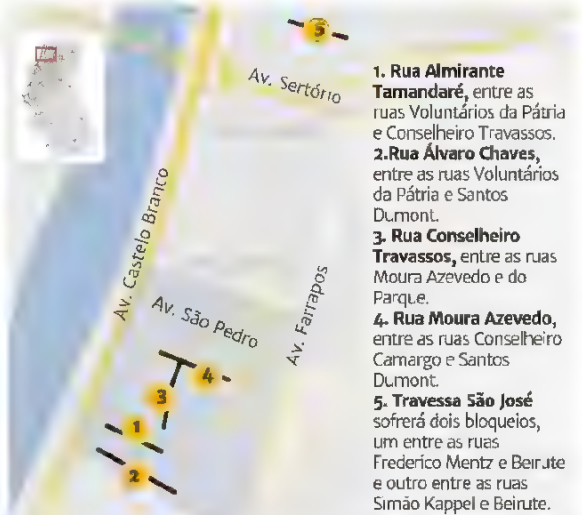 5
Av. Sertório
Av. Castelo Branco
Av. São Pedro
Av. Farrapos
4
3
1
2
1. Rua Almirante
Tamandaré, entre as
ruas Voluntários da Pátria
e Conselheiro Travassos.
2.Rua Álvaro Chaves,
entre as ruas Voluntários
da Pátria e Santos
Dumont.
3. Rua Conselheiro
Travassos, entre as ruas
Moura Azevedo e do
Parque.
4. Rua Moura Azevedo,
entre as ruas Conselheiro
Camargo e Santos
Dumont.
5. Travessa São José
sofrerá dois bloqueios,
um entre as ruas
Frederico Mentz e Beirute
e outro entre as ruas
Simão Kappel e Beirute.